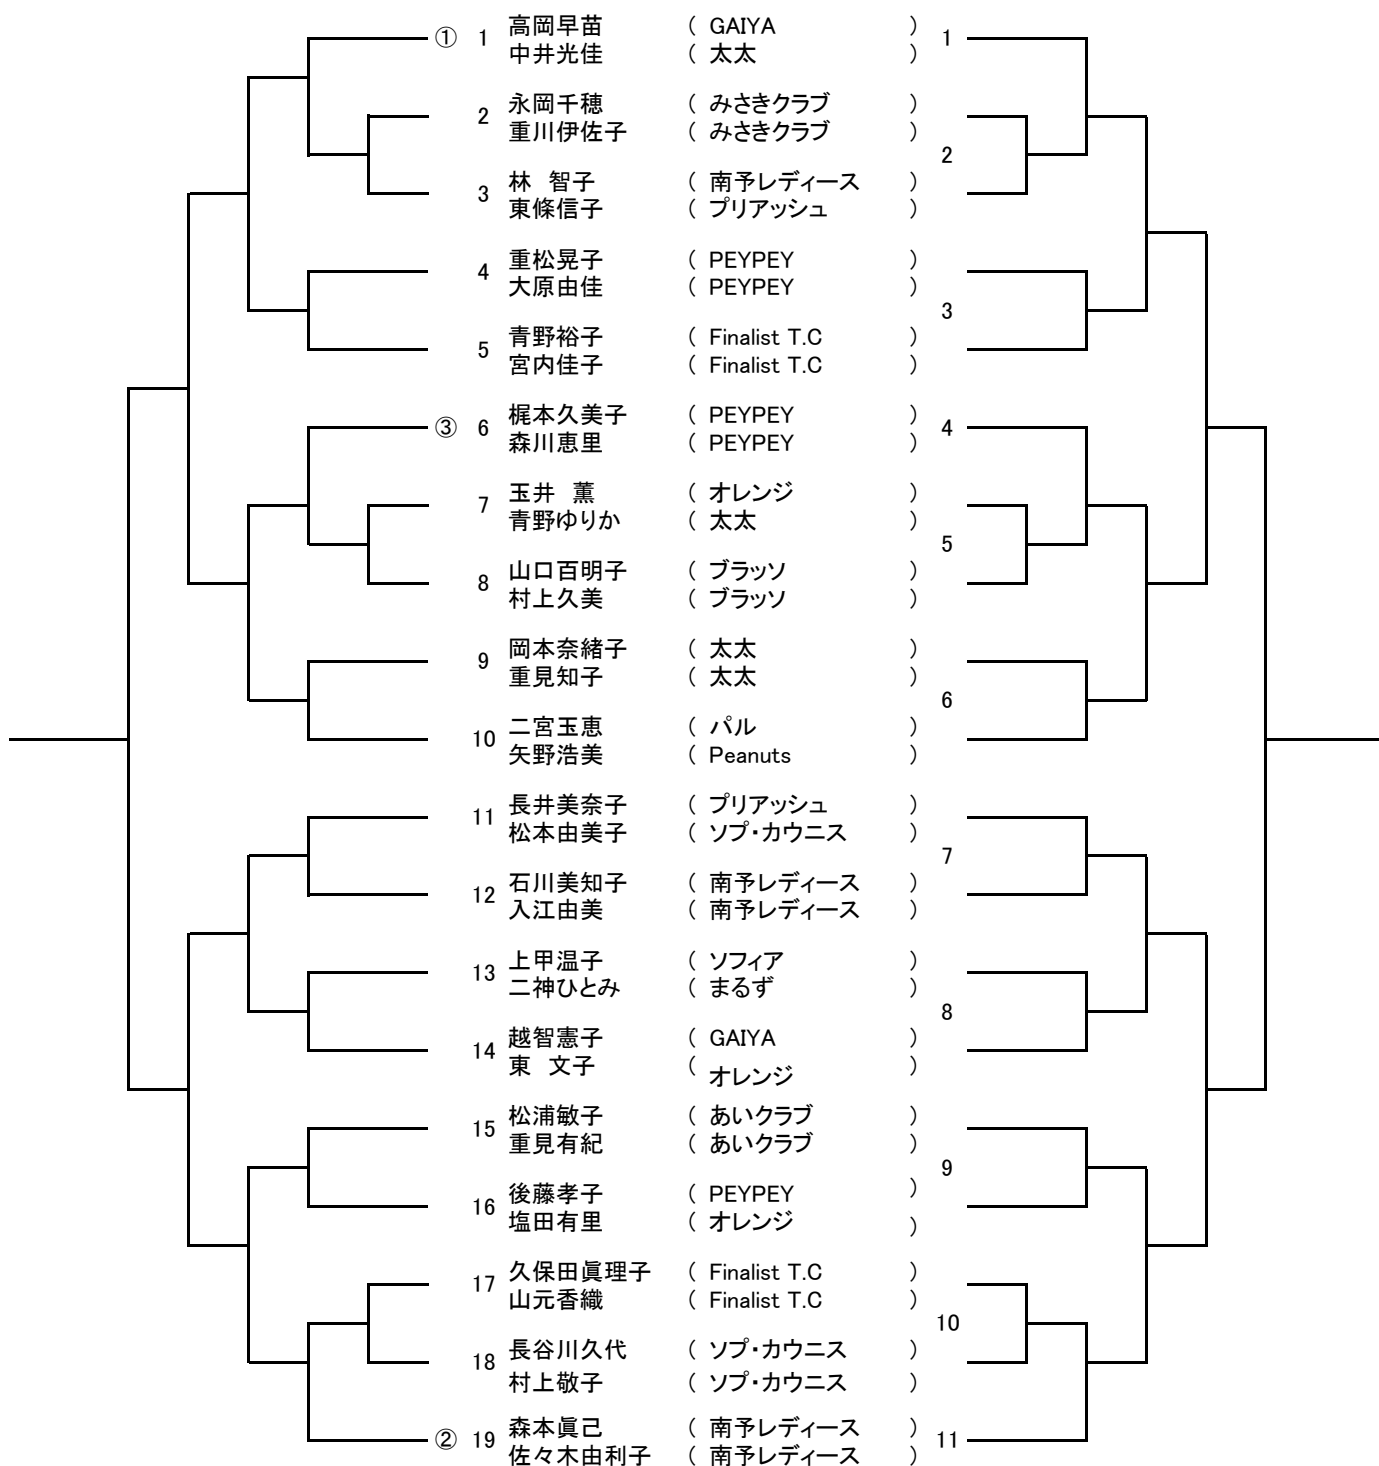 ① 1 高岡早苗 ( GAIYA ) 1
中井光佳 ( 太太 )
2 永岡千穂 ( みさきクラブ )
重川伊佐子 ( みさきクラブ )
2
3 林　智子 ( 南予レディース )
東條信子 ( プリアッシュ )
4 重松晃子 ( PEYPEY )
大原由佳 ( PEYPEY )
3
5 青野裕子 ( Finalist T.C )
宮内佳子 ( Finalist T.C )
③ 6 梶本久美子 ( PEYPEY ) 4
森川恵里 ( PEYPEY )
7 玉井　薫 ( オレンジ )
青野ゆりか ( 太太 )
5
8 山口百明子 ( ブラッソ )
村上久美 ( ブラッソ )
9 岡本奈緒子 ( 太太 )
重見知子 ( 太太 )
6
10 二宮玉恵 ( パル )
矢野浩美 ( Peanuts )
11 長井美奈子 ( プリアッシュ )
松本由美子 ( ソプ・カウニス )
7
12 石川美知子 ( 南予レディース )
入江由美 ( 南予レディース )
13 上甲温子 ( ソフィア )
二神ひとみ ( まるず )
8
14 越智憲子 ( GAIYA )
東　文子 ( オレンジ )
15 松浦敏子 ( あいクラブ )
重見有紀 ( あいクラブ )
9
16 後藤孝子 ( PEYPEY )
塩田有里 ( オレンジ )
17 久保田眞理子 ( Finalist T.C )
山元香織 ( Finalist T.C )
10
18 長谷川久代 ( ソプ・カウニス )
村上敬子 ( ソプ・カウニス )
② 19 森本眞己 ( 南予レディース ) 11
佐々木由利子 ( 南予レディース )